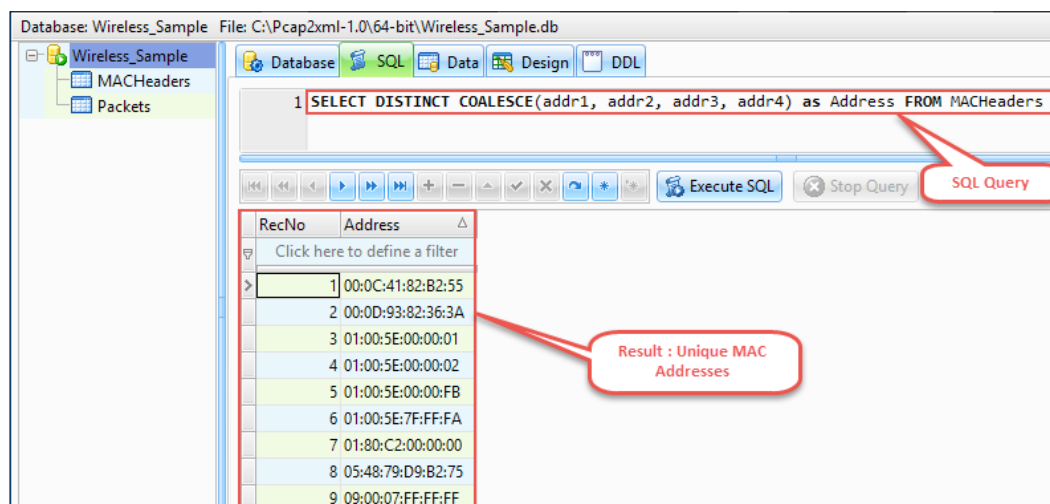 Database: Wireless_Sample File: C:\Pcap2xml-1.0\64-bit\Wireless_Sample.db
Wireless_Sample
MACHeaders
Packets
Database SQL Data Design DDL
1 SELECT DISTINCT COALESCE(addr1, addr2, addr3, addr4) as Address FROM MACHeaders
Execute SQL Stop Query
SQL Query
RecNo Address
Click here to define a filter
1 00:0C:41:82:B2:55
2 00:0D:93:82:36:3A
3 01:00:5E:00:00:01
4 01:00:5E:00:00:02
5 01:00:5E:00:00:FB
6 01:00:5E:7F:FF:FA
7 01:80:C2:00:00:00
8 05:48:79:D9:B2:75
9 09:00:07:FF:FF:FF
Result : Unique MAC
Addresses